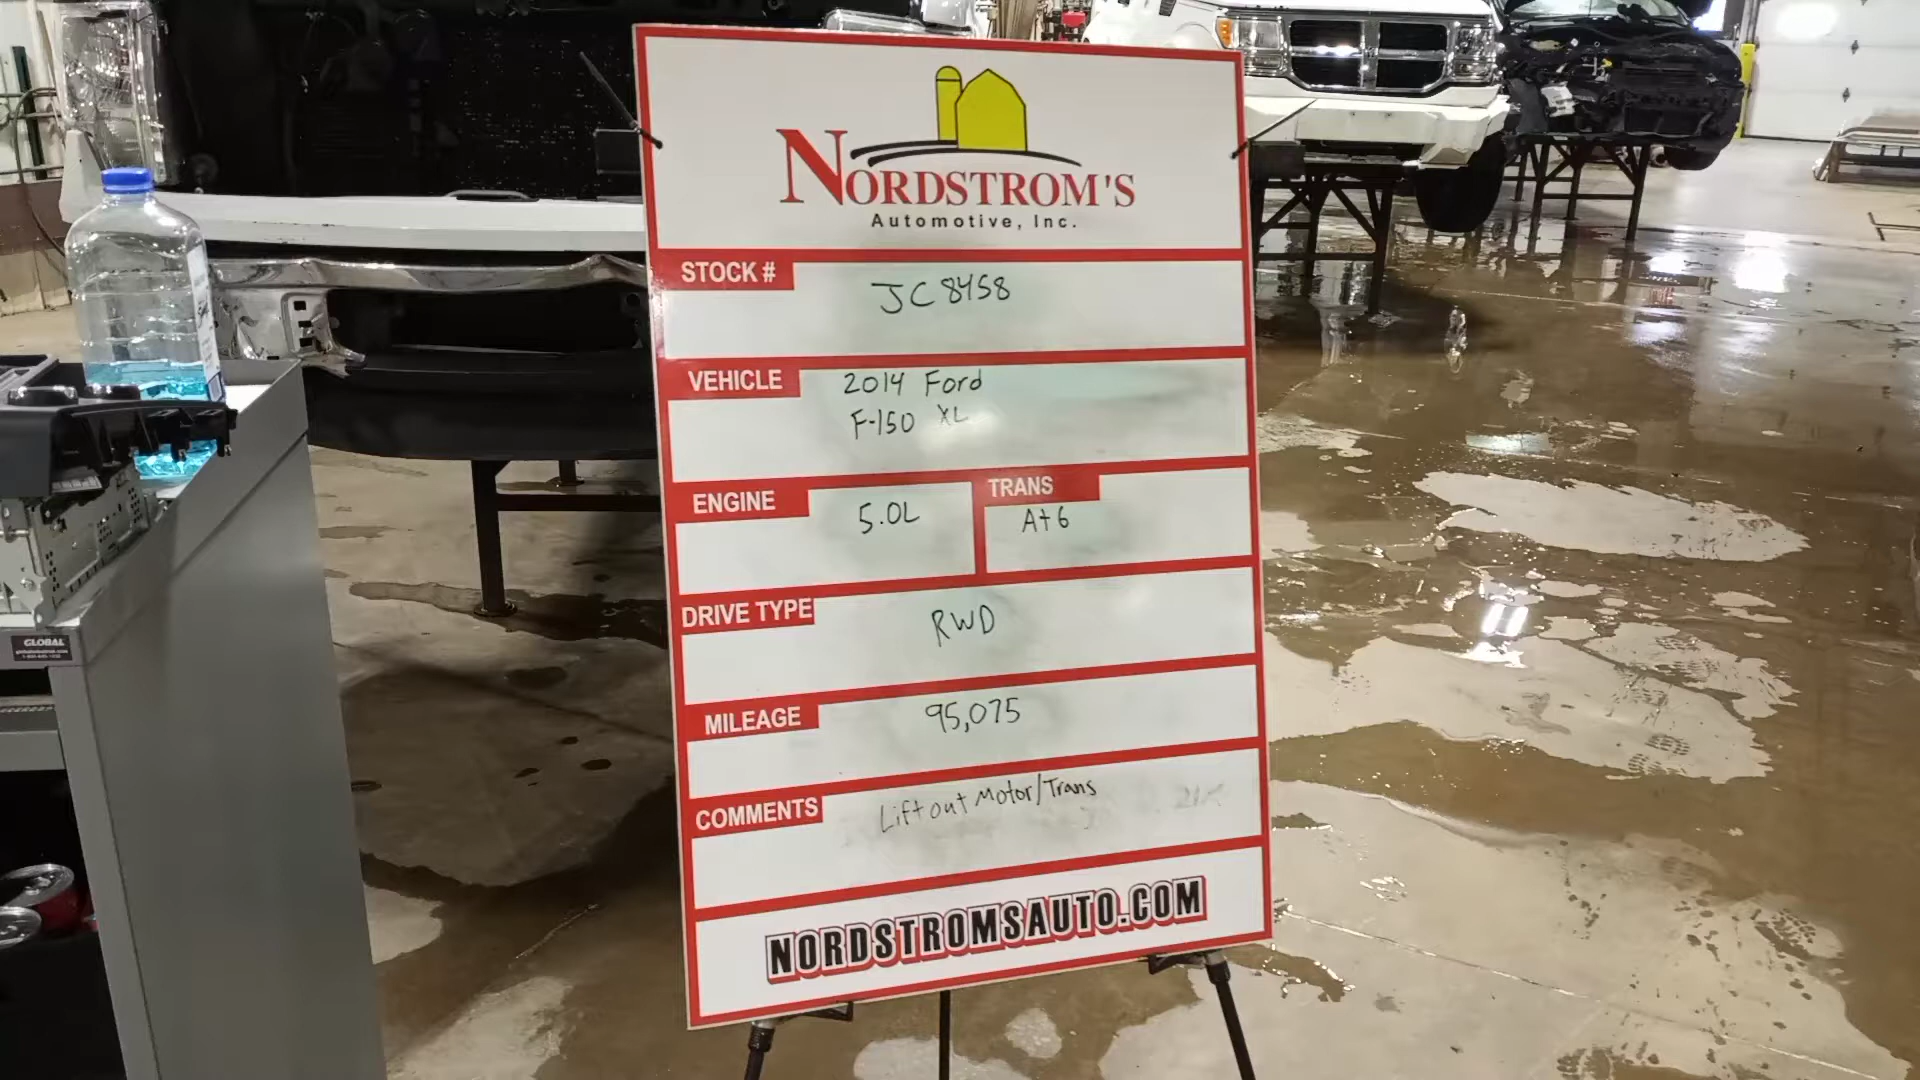 NORDSTROM'S
Automotive, Inc.
STOCK #
JC8458
VEHICLE
2014 Ford
F-150 XL
ENGINE
5.0L
TRANS
At6
DRIVE TYPE
RWD
MILEAGE
95,075
COMMENTS
Lift out Motor/Trans
NORDSTROMSAUTO.COM
GLOBAL